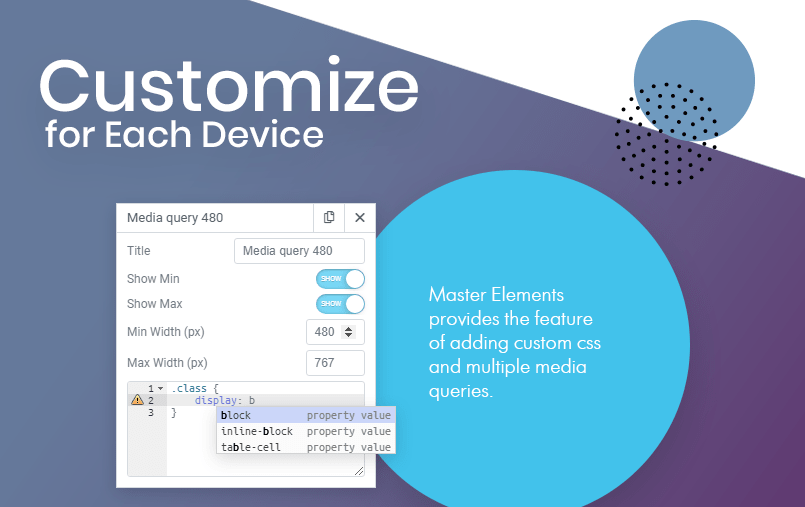 Customize
for Each Device
Media query 480
Title
Media query 480
Show Min
SHOW
Show Max
SHOW
Min Width (px)
480
Max Width (px)
767
1 .class {
2 display: b
3 }
block property value
inline-block property value
table-cell property value
Master Elements
provides the feature
of adding custom css
and multiple media
queries.